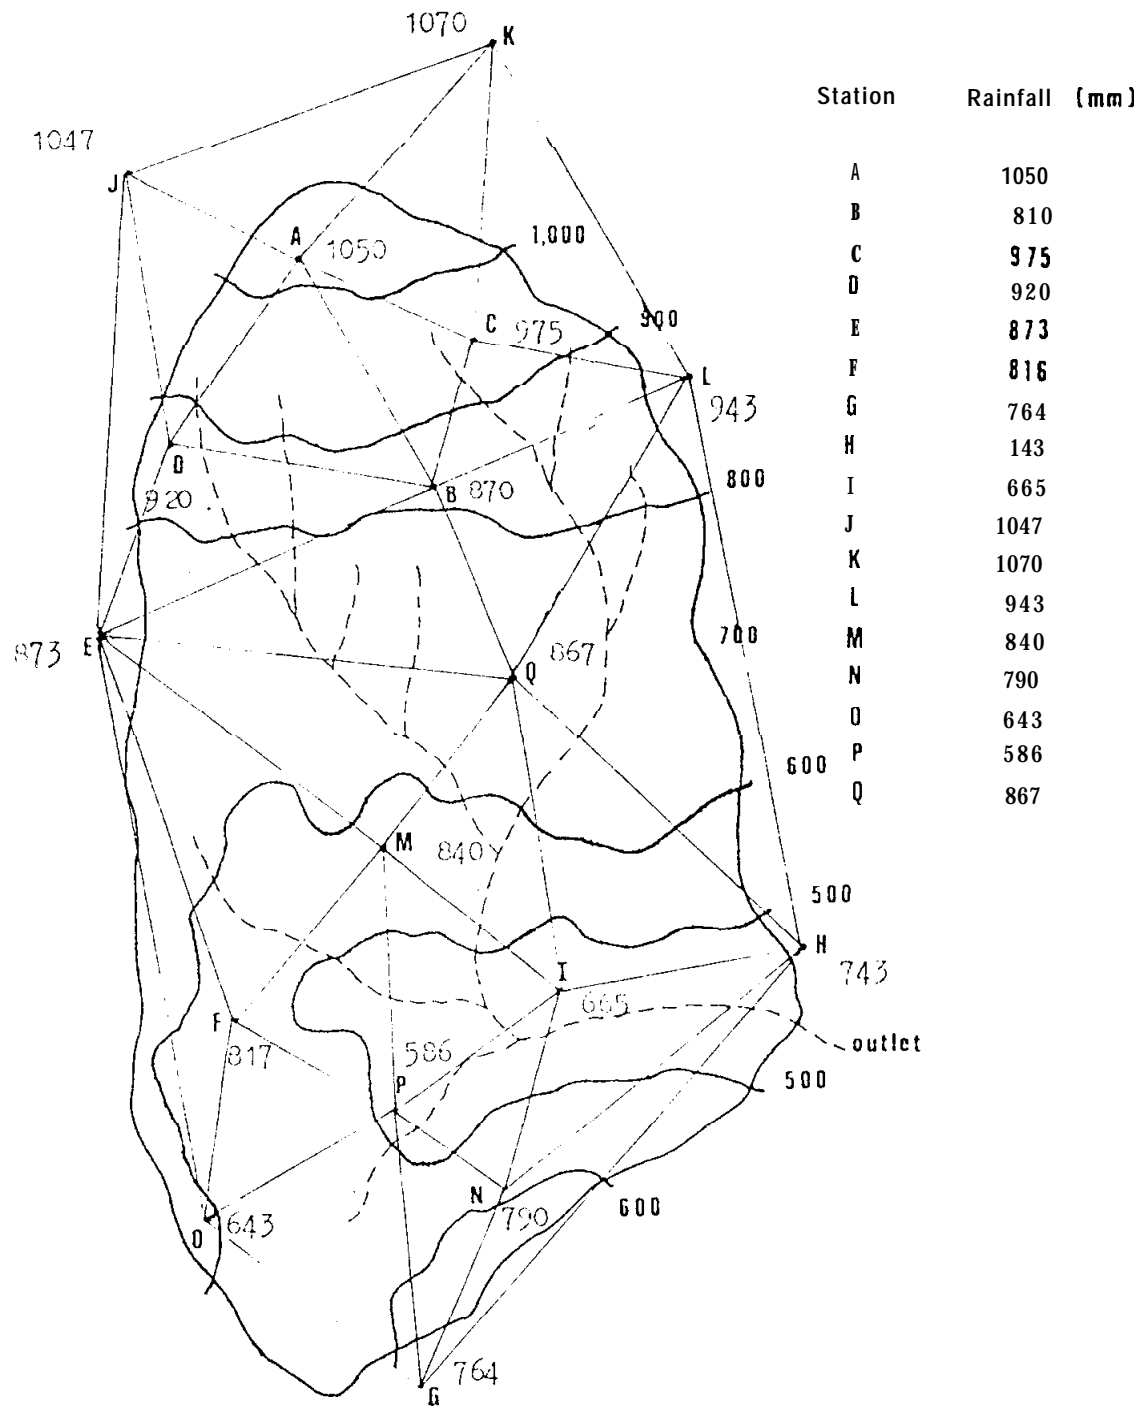 1070 K
Station Rainfall (mm)
1047
J
A 1050
B 810
C 975
D 920
E 873
F 816
G 764
H 143
I 665
J 1047
K 1070
L 943
M 840
N 790
O 643
P 586
Q 867
A 1050
1,000
C 975
900
L
943
D
920
B 870
800
E
873
700
Q 867
600
M 840
500
H
743
I
665
F
817
586
P
outlet
500
N
790
600
O 643
764
G